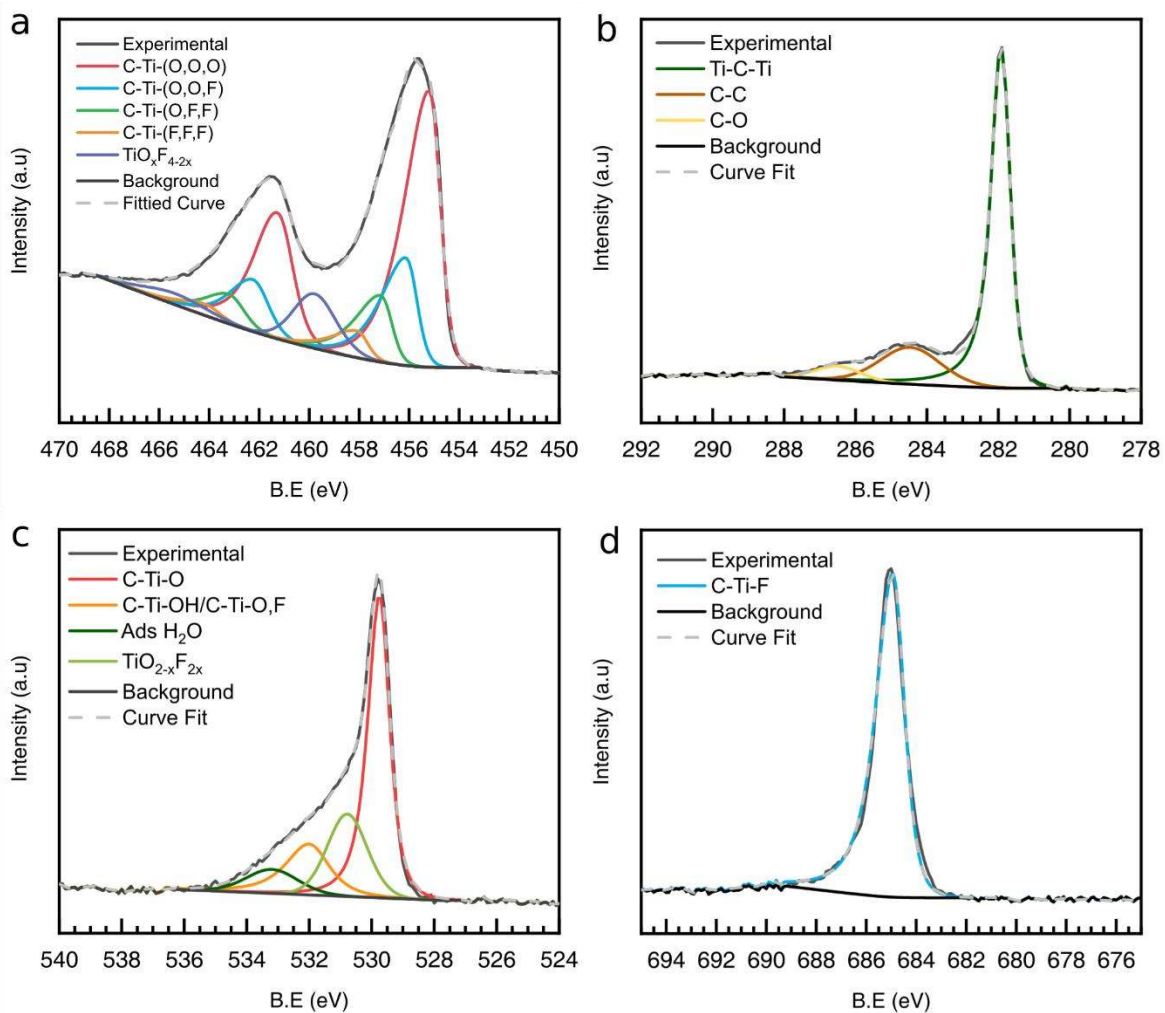 a
Experimental
C-Ti-(O,O,O)
C-Ti-(O,O,F)
C-Ti-(O,F,F)
C-Ti-(F,F,F)
TiOₓF₄₋₂ₓ
Background
Fittied Curve
Intensity (a.u)
470 468 466 464 462 460 458 456 454 452 450
B.E (eV)
b
Experimental
Ti-C-Ti
C-C
C-O
Background
Curve Fit
Intensity (a.u)
292 290 288 286 284 282 280 278
B.E (eV)
c
Experimental
C-Ti-O
C-Ti-OH/C-Ti-O,F
Ads H₂O
TiO₂₋ₓF₂ₓ
Background
Curve Fit
Intensity (a.u)
540 538 536 534 533 530 528 526 524
B.E (eV)
d
Experimental
C-Ti-F
Background
Curve Fit
Intensity (a.u)
694 692 690 688 686 684 682 680 678 676
B.E (eV)